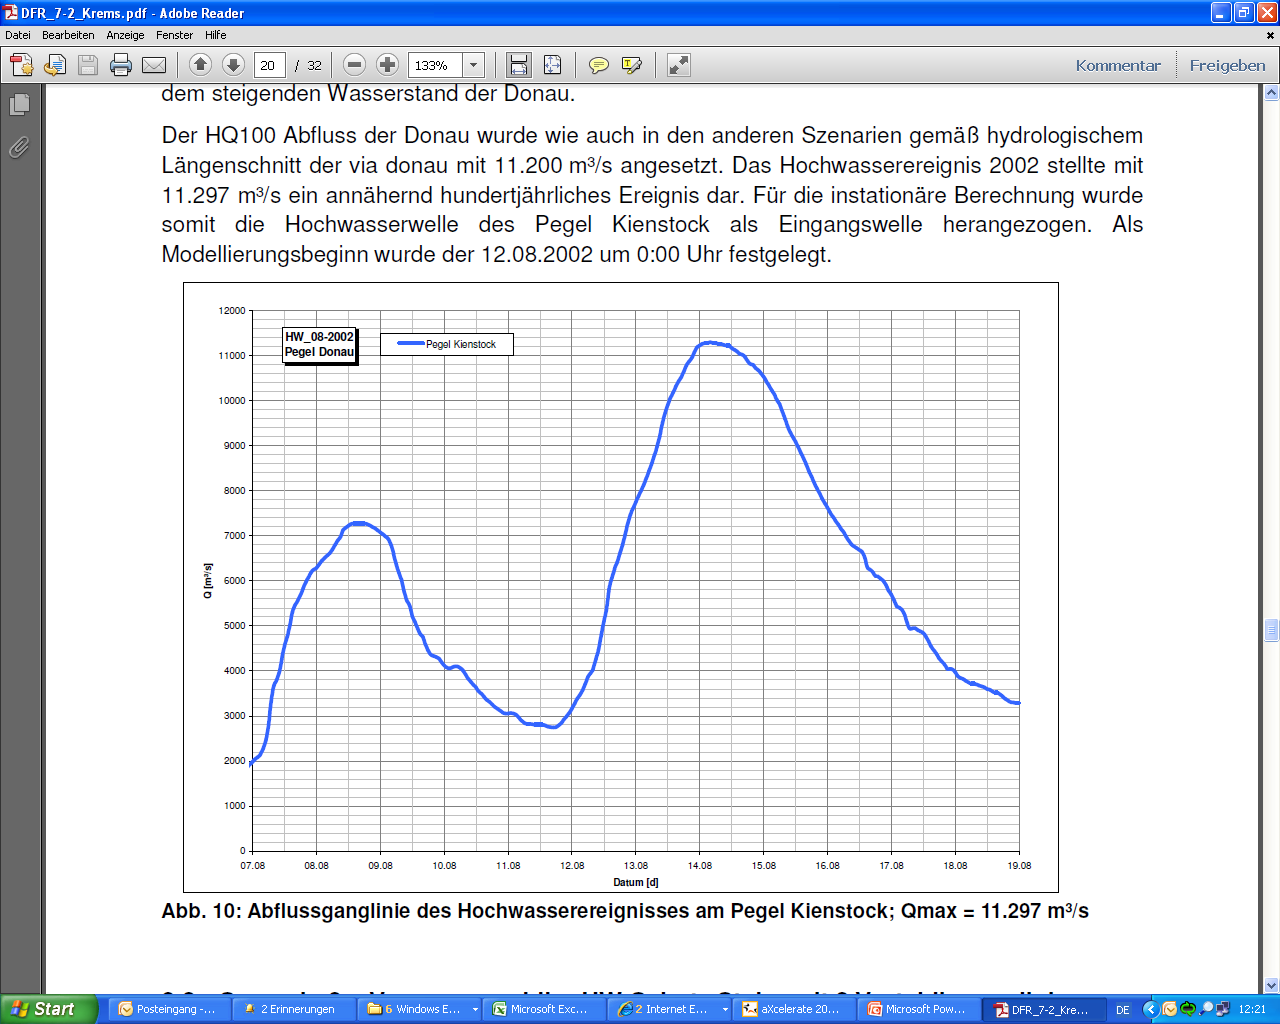 DFR_7-2_Krems.pdf - Adobe Reader
Datei Bearbeiten Anzeige Fenster Hilfe
20 / 32 133% Kommentar Freigeben
dem steigenden Wasserstand der Donau.
Der HQ100 Abfluss der Donau wurde wie auch in den anderen Szenarien gemäß hydrologischem
Längenschnitt der via donau mit 11.200 m³/s angesetzt. Das Hochwasserereignis 2002 stellte mit
11.297 m³/s ein annähernd hundertjährliches Ereignis dar. Für die instationäre Berechnung wurde
somit die Hochwasserwelle des Pegel Kienstock als Eingangswelle herangezogen. Als
Modellierungsbeginn wurde der 12.08.2002 um 0:00 Uhr festgelegt.
HW_08-2002
Pegel Donau
Pegel Kienstock
12000
11000
10000
9000
8000
7000
6000
5000
4000
3000
2000
1000
0
Q [m³/s]
07.08 08.08 09.08 10.08 11.08 12.08 13.08 14.08 15.08 16.08 17.08 18.08 19.08
Datum [d]
Abb. 10: Abflussganglinie des Hochwasserereignisses am Pegel Kienstock; Qmax = 11.297 m³/s
Start Posteingang -... 2 Erinnerungen 6 Windows E... Microsoft Exc... 2 Internet E... aXcelerate 20... Microsoft Pow... DFR_7-2_Kre... DE 12:21